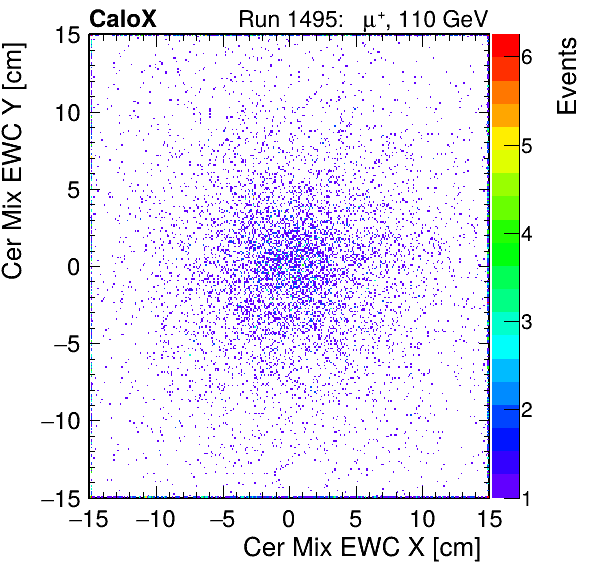 CaloX Run 1495: μ⁺, 110 GeV
Cer Mix EWC Y [cm]
Events
15
10
5
0
−5
−10
−15
6
5
4
3
2
1
−15 −10 −5 0 5 10 15
Cer Mix EWC X [cm]